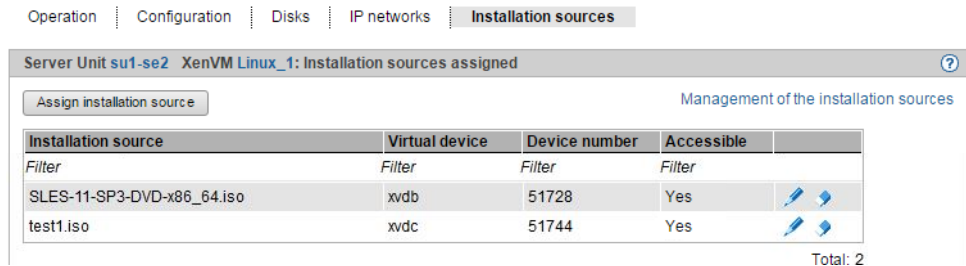 Operation Configuration Disks IP networks Installation sources
Server Unit su1-se2 XenVM Linux_1: Installation sources assigned ?
Assign installation source Management of the installation sources
Installation source Virtual device Device number Accessible
Filter Filter Filter Filter
SLES-11-SP3-DVD-x86_64.iso xvdb 51728 Yes
test1.iso xvdc 51744 Yes
Total: 2